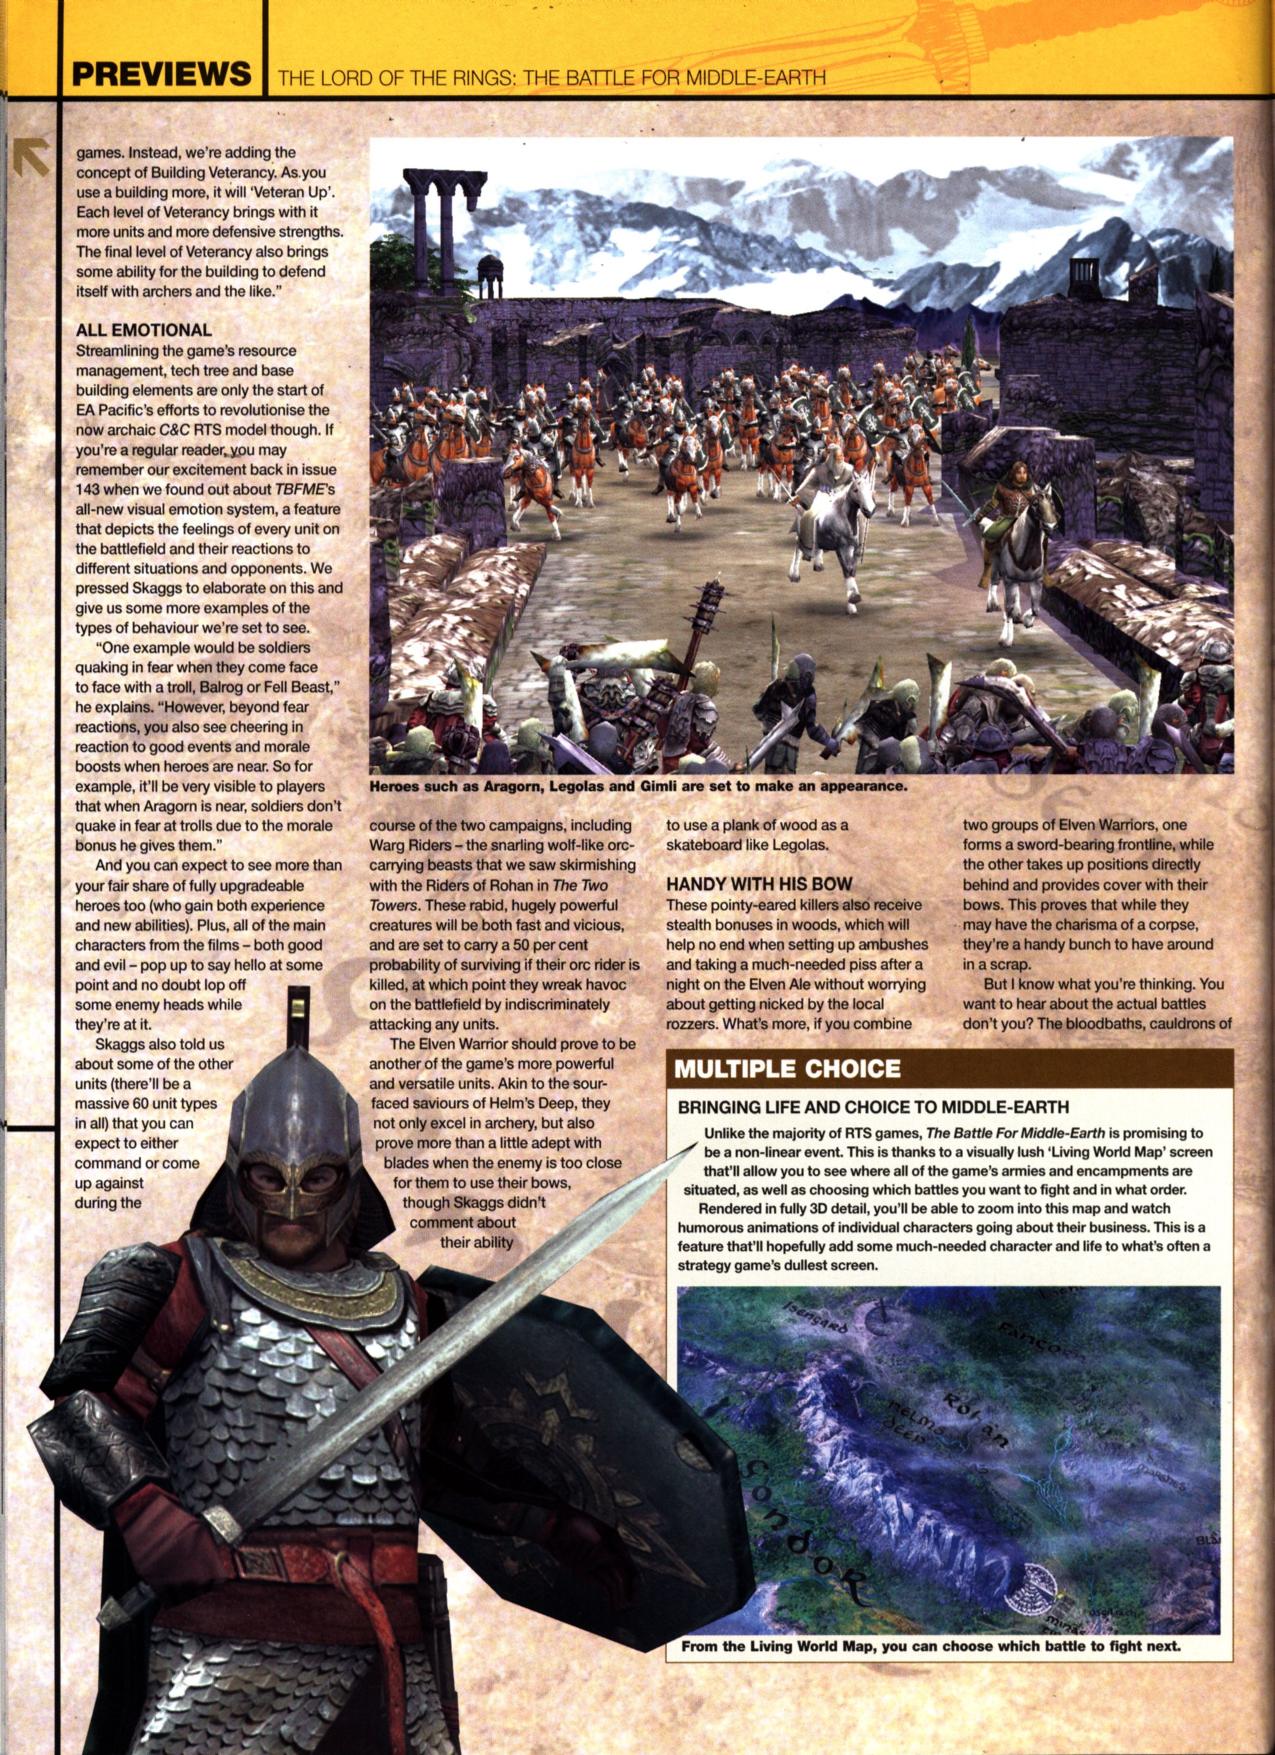 PREVIEWS
THE LORD OF THE RINGS: THE BATTLE FOR MIDDLE-EARTH
games. Instead, we're adding the
concept of Building Veterancy. As you
use a building more, it will 'Veteran Up'.
Each level of Veterancy brings with it
more units and more defensive strengths.
The final level of Veterancy also brings
some ability for the building to defend
itself with archers and the like."
ALL EMOTIONAL
Streamlining the game's resource
management, tech tree and base
building elements are only the start of
EA Pacific's efforts to revolutionise the
now archaic C&C RTS model though. If
you're a regular reader, you may
remember our excitement back in issue
143 when we found out about TBFME's
all-new visual emotion system, a feature
that depicts the feelings of every unit on
the battlefield and their reactions to
different situations and opponents. We
pressed Skaggs to elaborate on this and
give us some more examples of the
types of behaviour we're set to see.
"One example would be soldiers
quaking in fear when they come face
to face with a troll, Balrog or Fell Beast,"
he explains. "However, beyond fear
reactions, you also see cheering in
reaction to good events and morale
boosts when heroes are near. So for
example, it'll be very visible to players
that when Aragorn is near, soldiers don't
quake in fear at trolls due to the morale
bonus he gives them."
And you can expect to see more than
your fair share of fully upgradeable
heroes too (who gain both experience
and new abilities). Plus, all of the main
characters from the films – both good
and evil – pop up to say hello at some
point and no doubt lop off
some enemy heads while
they're at it.
Skaggs also told us
about some of the other
units (there'll be a
massive 60 unit types
in all) that you can
expect to either
command or come
up against
during the
Heroes such as Aragorn, Legolas and Gimli are set to make an appearance.
course of the two campaigns, including
Warg Riders – the snarling wolf-like orc-
carrying beasts that we saw skirmishing
with the Riders of Rohan in The Two
Towers. These rabid, hugely powerful
creatures will be both fast and vicious,
and are set to carry a 50 per cent
probability of surviving if their orc rider is
killed, at which point they wreak havoc
on the battlefield by indiscriminately
attacking any units.
The Elven Warrior should prove to be
another of the game's more powerful
and versatile units. Akin to the sour-
faced saviours of Helm's Deep, they
not only excel in archery, but also
prove more than a little adept with
blades when the enemy is too close
for them to use their bows,
though Skaggs didn't
comment about
their ability
to use a plank of wood as a
skateboard like Legolas.
HANDY WITH HIS BOW
These pointy-eared killers also receive
stealth bonuses in woods, which will
help no end when setting up ambushes
and taking a much-needed piss after a
night on the Elven Ale without worrying
about getting nicked by the local
rozzers. What's more, if you combine
two groups of Elven Warriors, one
forms a sword-bearing frontline, while
the other takes up positions directly
behind and provides cover with their
bows. This proves that while they
may have the charisma of a corpse,
they're a handy bunch to have around
in a scrap.
But I know what you're thinking. You
want to hear about the actual battles
don't you? The bloodbaths, cauldrons of
MULTIPLE CHOICE
BRINGING LIFE AND CHOICE TO MIDDLE-EARTH
Unlike the majority of RTS games, The Battle For Middle-Earth is promising to
be a non-linear event. This is thanks to a visually lush 'Living World Map' screen
that'll allow you to see where all of the game's armies and encampments are
situated, as well as choosing which battles you want to fight and in what order.
Rendered in fully 3D detail, you'll be able to zoom into this map and watch
humorous animations of individual characters going about their business. This is a
feature that'll hopefully add some much-needed character and life to what's often a
strategy game's dullest screen.
Isengard
Rohan
Helms
Deep
Gondor
From the Living World Map, you can choose which battle to fight next.